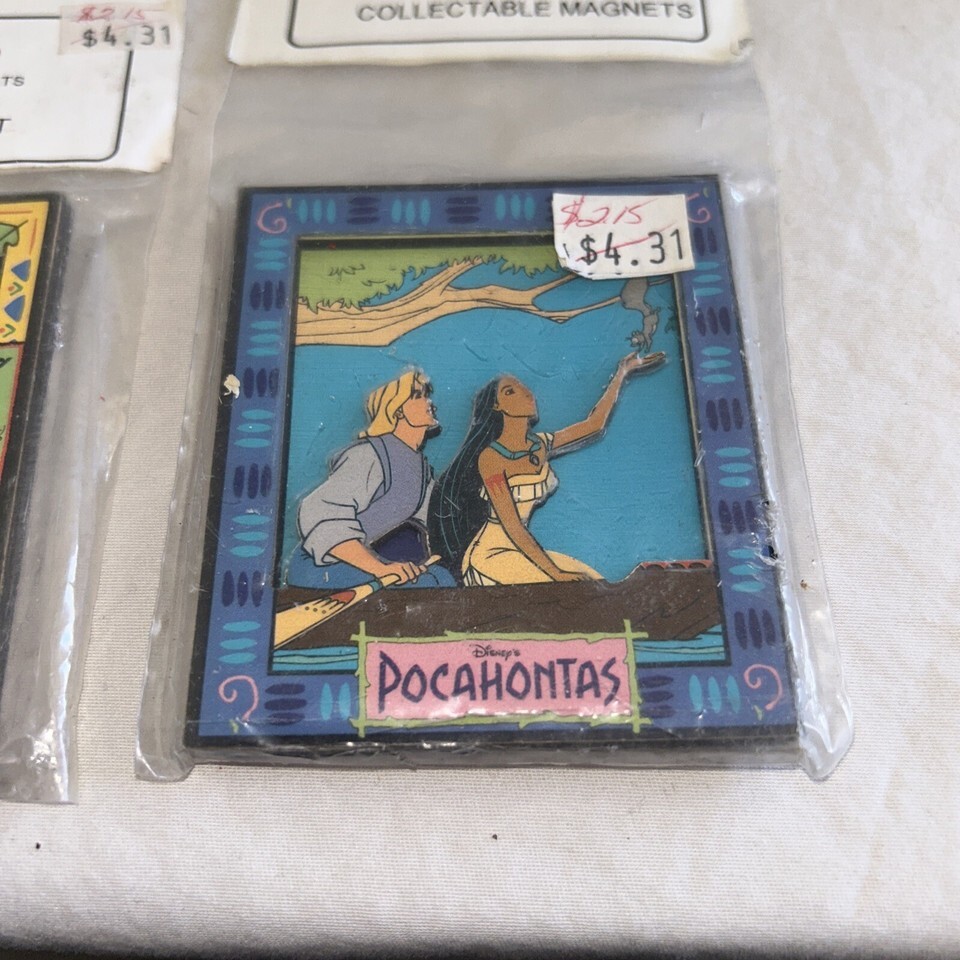 $2.15
$4.31
TS
T
COLLECTABLE MAGNETS
$2.15
$4.31
DISNEY'S
POCAHONTAS